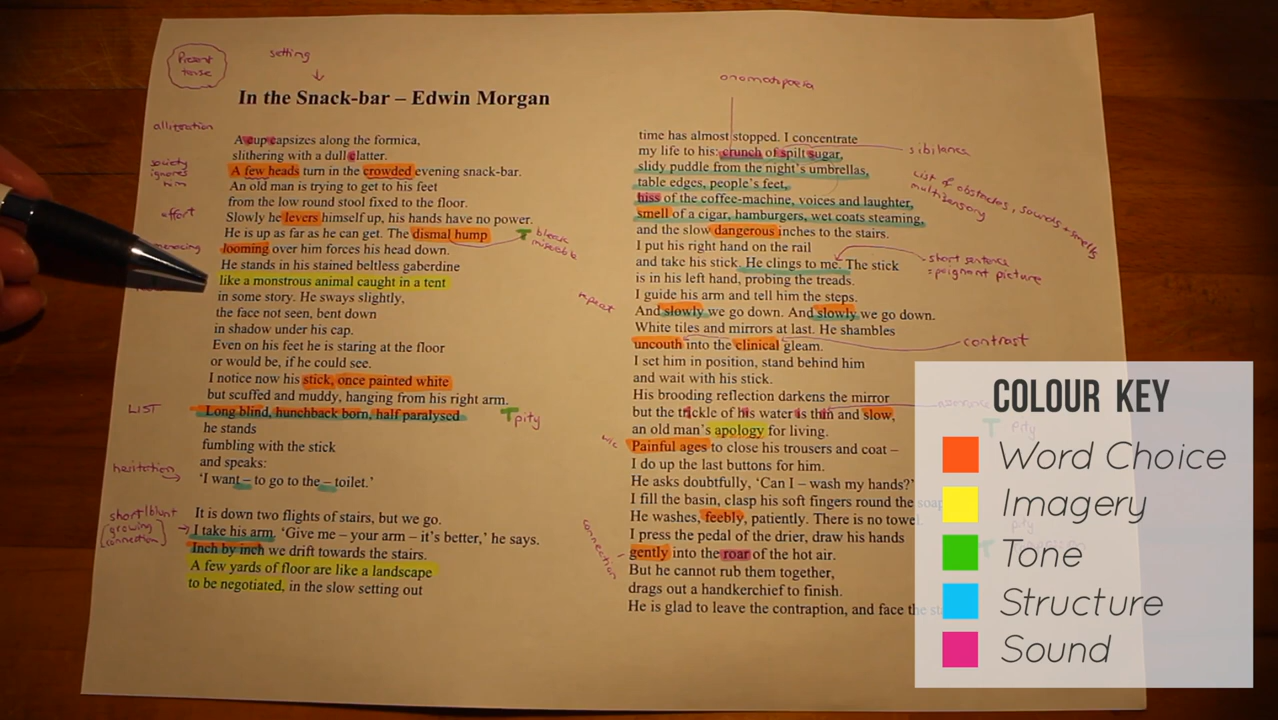 Present
tense
setting
In the Snack-bar – Edwin Morgan
alliteration
A cup capsizes along the formica,
slithering with a dull clatter.
society
ignores
him
A few heads turn in the crowded evening snack-bar.
An old man is trying to get to his feet
from the low round stool fixed to the floor.
effort
Slowly he levers himself up, his hands have no power.
He is up as far as he can get. The dismal hump
T bleak
miserable
menacing
looming over him forces his head down.
He stands in his stained beltless gaberdine
like a monstrous animal caught in a tent
in some story. He sways slightly,
the face not seen, bent down
in shadow under his cap.
Even on his feet he is staring at the floor
or would be, if he could see.
I notice now his stick, once painted white
but scuffed and muddy, hanging from his right arm.
LIST
Long blind, hunchback born, half paralysed
T pity
he stands
fumbling with the stick
and speaks:
hesitation
‘I want – to go to the – toilet.’
It is down two flights of stairs, but we go.
short/blunt
(growing
connection)
I take his arm. ‘Give me – your arm – it’s better,’ he says.
Inch by inch we drift towards the stairs.
A few yards of floor are like a landscape
to be negotiated, in the slow setting out
onomatopoeia
time has almost stopped. I concentrate
my life to his: crunch of spilt sugar,
sibilance
slidy puddle from the night’s umbrellas,
table edges, people’s feet,
List of obstacles, sounds + smells
multisensory
hiss of the coffee-machine, voices and laughter,
smell of a cigar, hamburgers, wet coats steaming,
and the slow dangerous inches to the stairs.
I put his right hand on the rail
and take his stick. He clings to me. The stick
short sentence
= poignant picture
is in his left hand, probing the treads.
I guide his arm and tell him the steps.
repeat
And slowly we go down. And slowly we go down.
White tiles and mirrors at last. He shambles
uncouth into the clinical gleam.
contrast
I set him in position, stand behind him
and wait with his stick.
His brooding reflection darkens the mirror
but the trickle of his water is thin and slow,
an old man’s apology for living.
w/c
Painful ages to close his trousers and coat –
I do up the last buttons for him.
He asks doubtfully, ‘Can I – wash my hands?’
I fill the basin, clasp his soft fingers round the soap.
He washes, feebly, patiently. There is no towel.
I press the pedal of the drier, draw his hands
connection
gently into the roar of the hot air.
But he cannot rub them together,
drags out a handkerchief to finish.
He is glad to leave the contraption, and face the
COLOUR KEY
Word Choice
Imagery
Tone
Structure
Sound